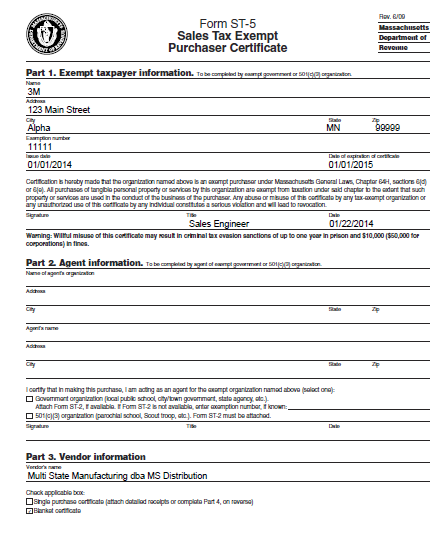 Form ST-5
Sales Tax Exempt
Purchaser Certificate
Rev. 6/09
Massachusetts
Department of
Revenue
Part 1. Exempt taxpayer information. To be completed by exempt government or 501(c)(3) organization.
Name
3M
Address
123 Main Street
City State Zip
Alpha MN 99999
Exemption number
11111
Issue date Date of expiration of certificate
01/01/2014 01/01/2015
Certification is hereby made that the organization named above is an exempt purchaser under Massachusetts General Laws, Chapter 64H, sections 6(d)
or 6(e). All purchases of tangible personal property or services by this organization are exempt from taxation under said chapter to the extent that such
property or services are used in the conduct of the business of the purchaser. Any abuse or misuse of this certificate by any tax-exempt organization or
any unauthorized use of this certificate by any individual constitutes a serious violation and will lead to revocation.
Signature Title Date
Sales Engineer 01/22/2014
Warning: Willful misuse of this certificate may result in criminal tax evasion sanctions of up to one year in prison and $10,000 ($50,000 for
corporations) in fines.
Part 2. Agent information. To be completed by agent of exempt government or 501(c)(3) organization.
Name of agent's organization
Address
City State Zip
Agent's name
Address
City State Zip
I certify that in making this purchase, I am acting as an agent for the exempt organization named above (select one):
Government organization (local public school, city/town government, state agency, etc.).
Attach Form ST-2, if available. If Form ST-2 is not available, enter exemption number, if known:
501(c)(3) organization (parochial school, Scout troop, etc.). Form ST-2 must be attached.
Signature Title Date
Part 3. Vendor information
Vendor's name
Multi State Manufacturing dba MS Distribution
Check applicable box:
Single purchase certificate (attach detailed receipts or complete Part 4, on reverse)
Blanket certificate